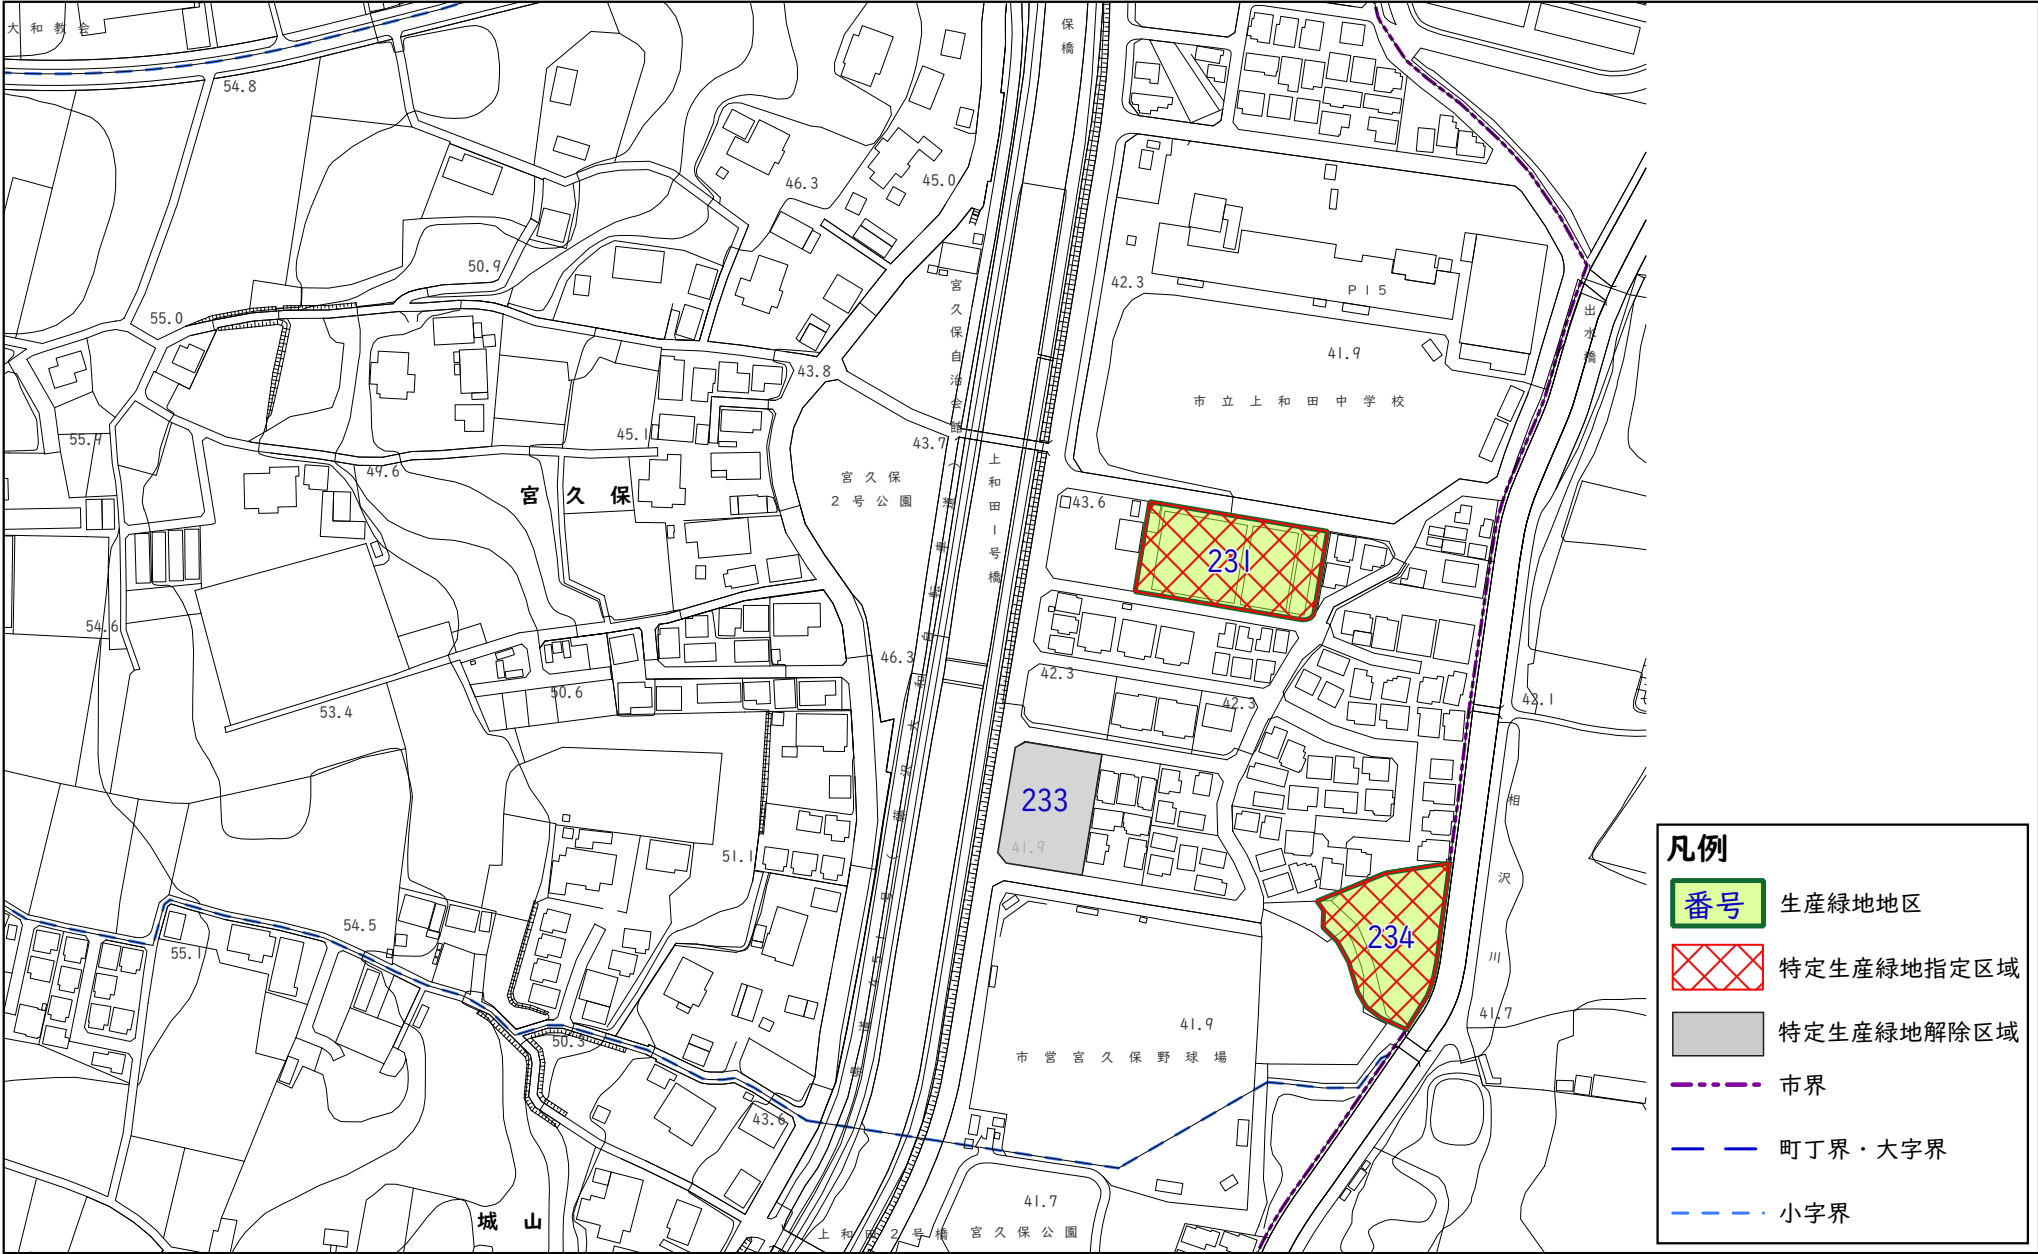 大和教会
保橋
54.8
46.3
45.0
50.9
42.3
P15
55.0
出水橋
宮久保自治会館
41.9
43.8
市立上和田中学校
55.9
45.1
43.7
49.6
宮久保
宮久保
2号公園
上和田1号橋
43.6
231
54.6
46.3
42.3
50.6
42.3
42.1
53.4
233
相沢川
41.9
51.1
凡例
番号 生産緑地地区
特定生産緑地指定区域
特定生産緑地解除区域
市界
町丁界・大字界
小字界
54.5
55.1
234
41.7
41.9
50.3
市営宮久保野球場
43.6
41.7
城山
上和田2号橋
宮久保公園